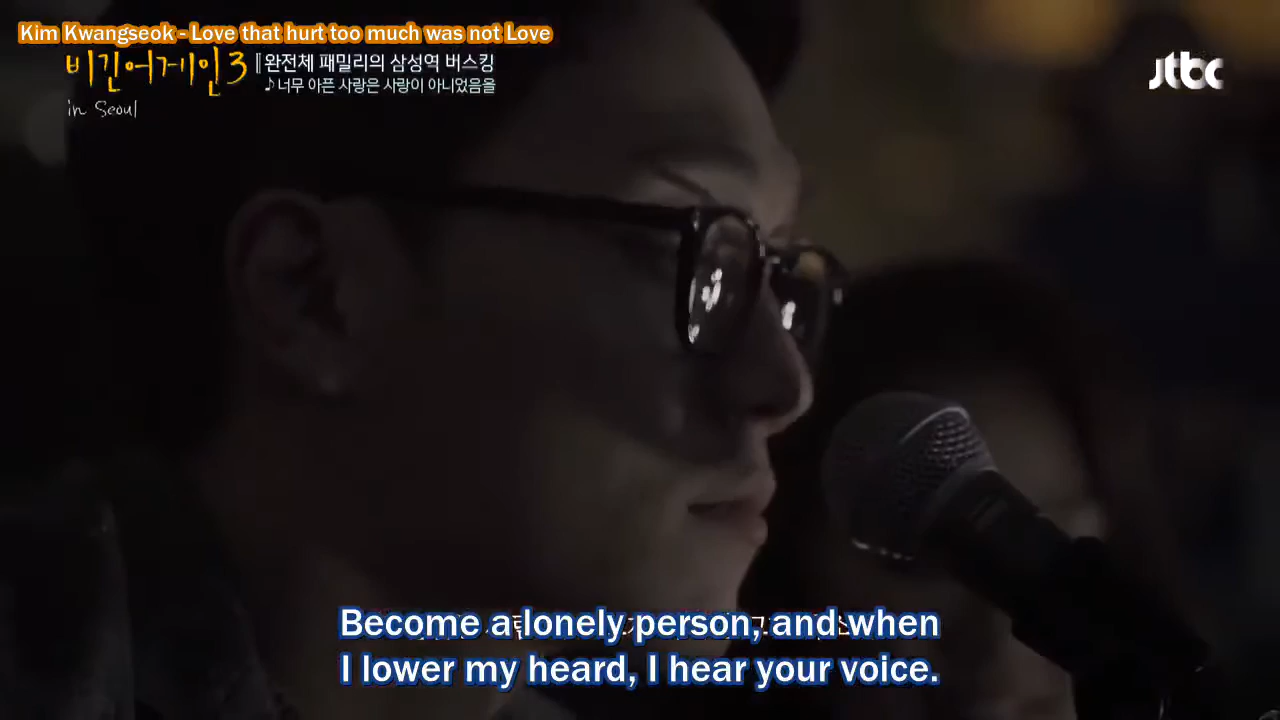 Kim Kwangseok - Love that hurt too much was not Love
비긴어게인 3
완전체 패밀리의 삼성역 버스킹
♪너무 아픈 사랑은 사랑이 아니었음을
in Seoul
jtbc
Become a lonely person, and when
I lower my heard, I hear your voice.